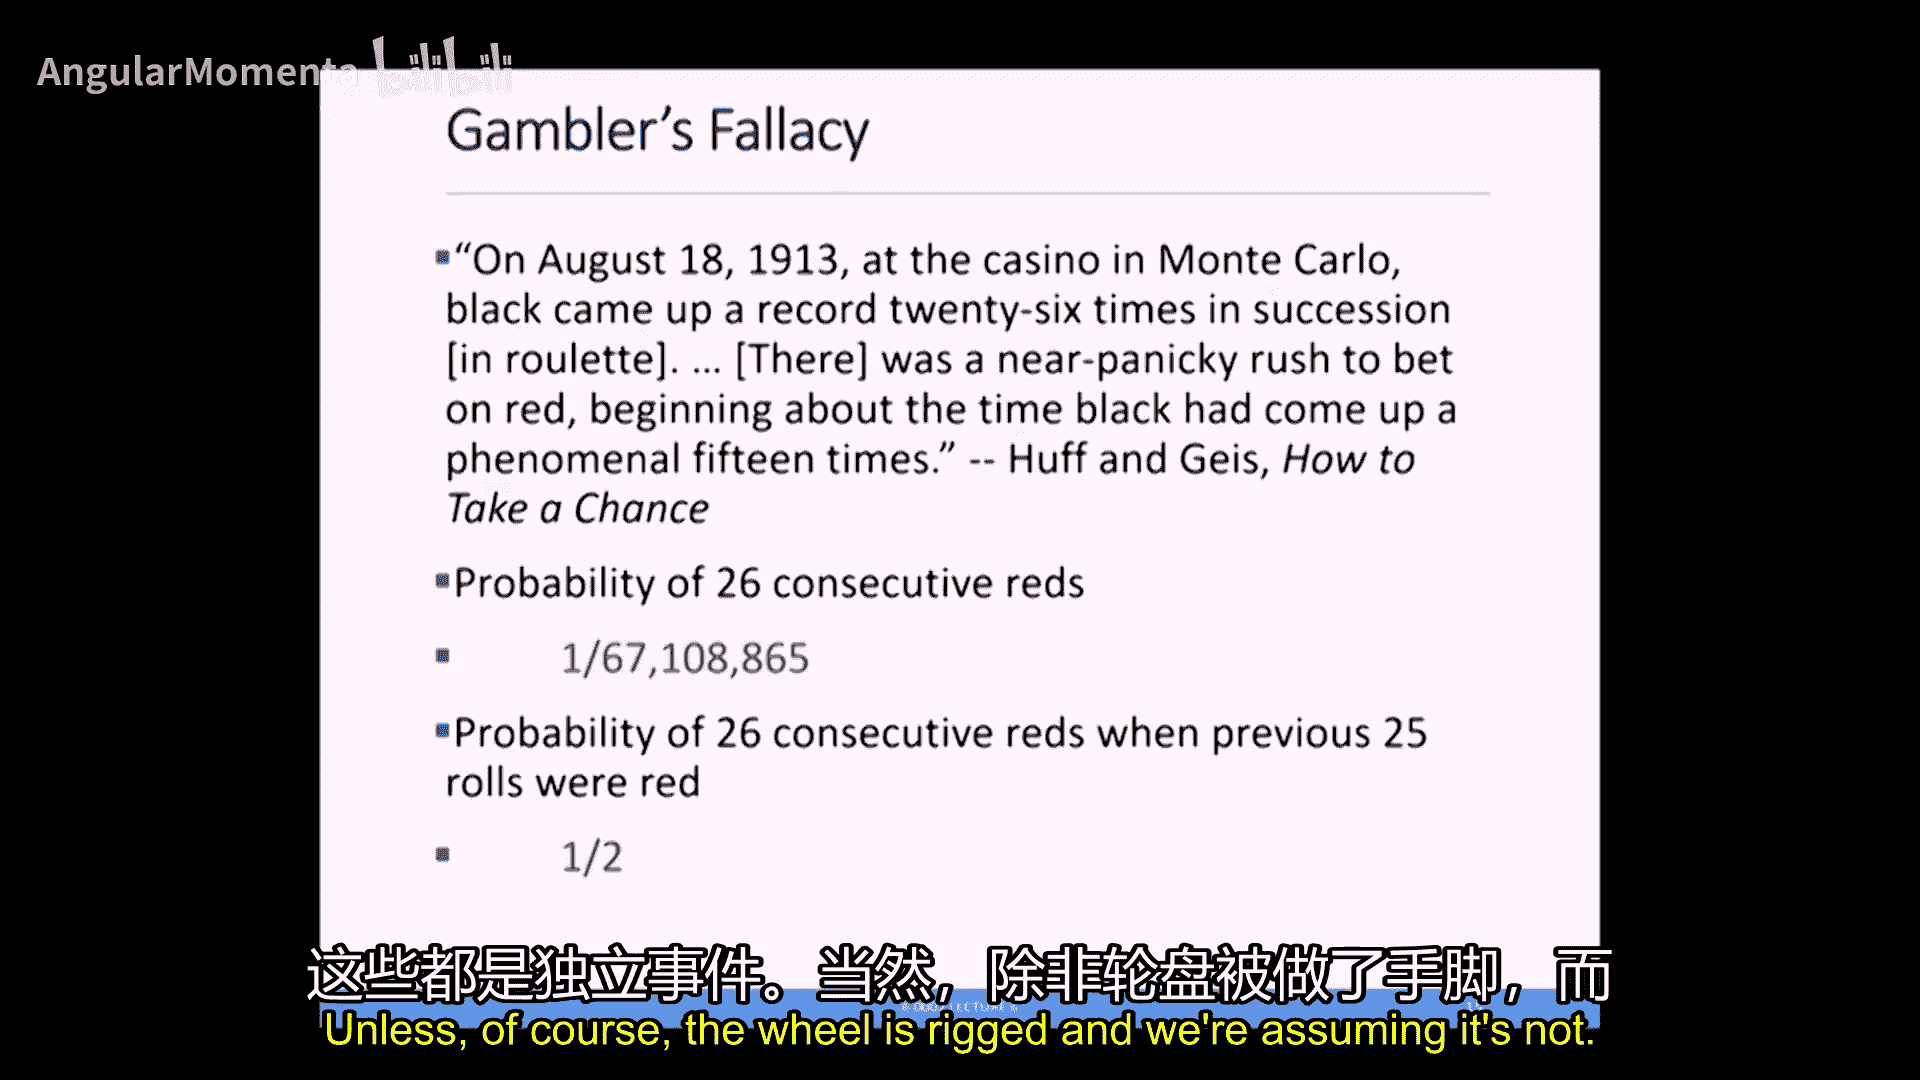 AngularMomenta bilibili
Gambler’s Fallacy
▪“On August 18, 1913, at the casino in Monte Carlo,
black came up a record twenty-six times in succession
[in roulette]. … [There] was a near-panicky rush to bet
on red, beginning about the time black had come up a
phenomenal fifteen times.” -- Huff and Geis, How to
Take a Chance
▪Probability of 26 consecutive reds
▪ 1/67,108,865
▪Probability of 26 consecutive reds when previous 25
rolls were red
▪ 1/2
这些都是独立事件。当然，除非轮盘被做了手脚，而
Unless, of course, the wheel is rigged and we're assuming it's not.